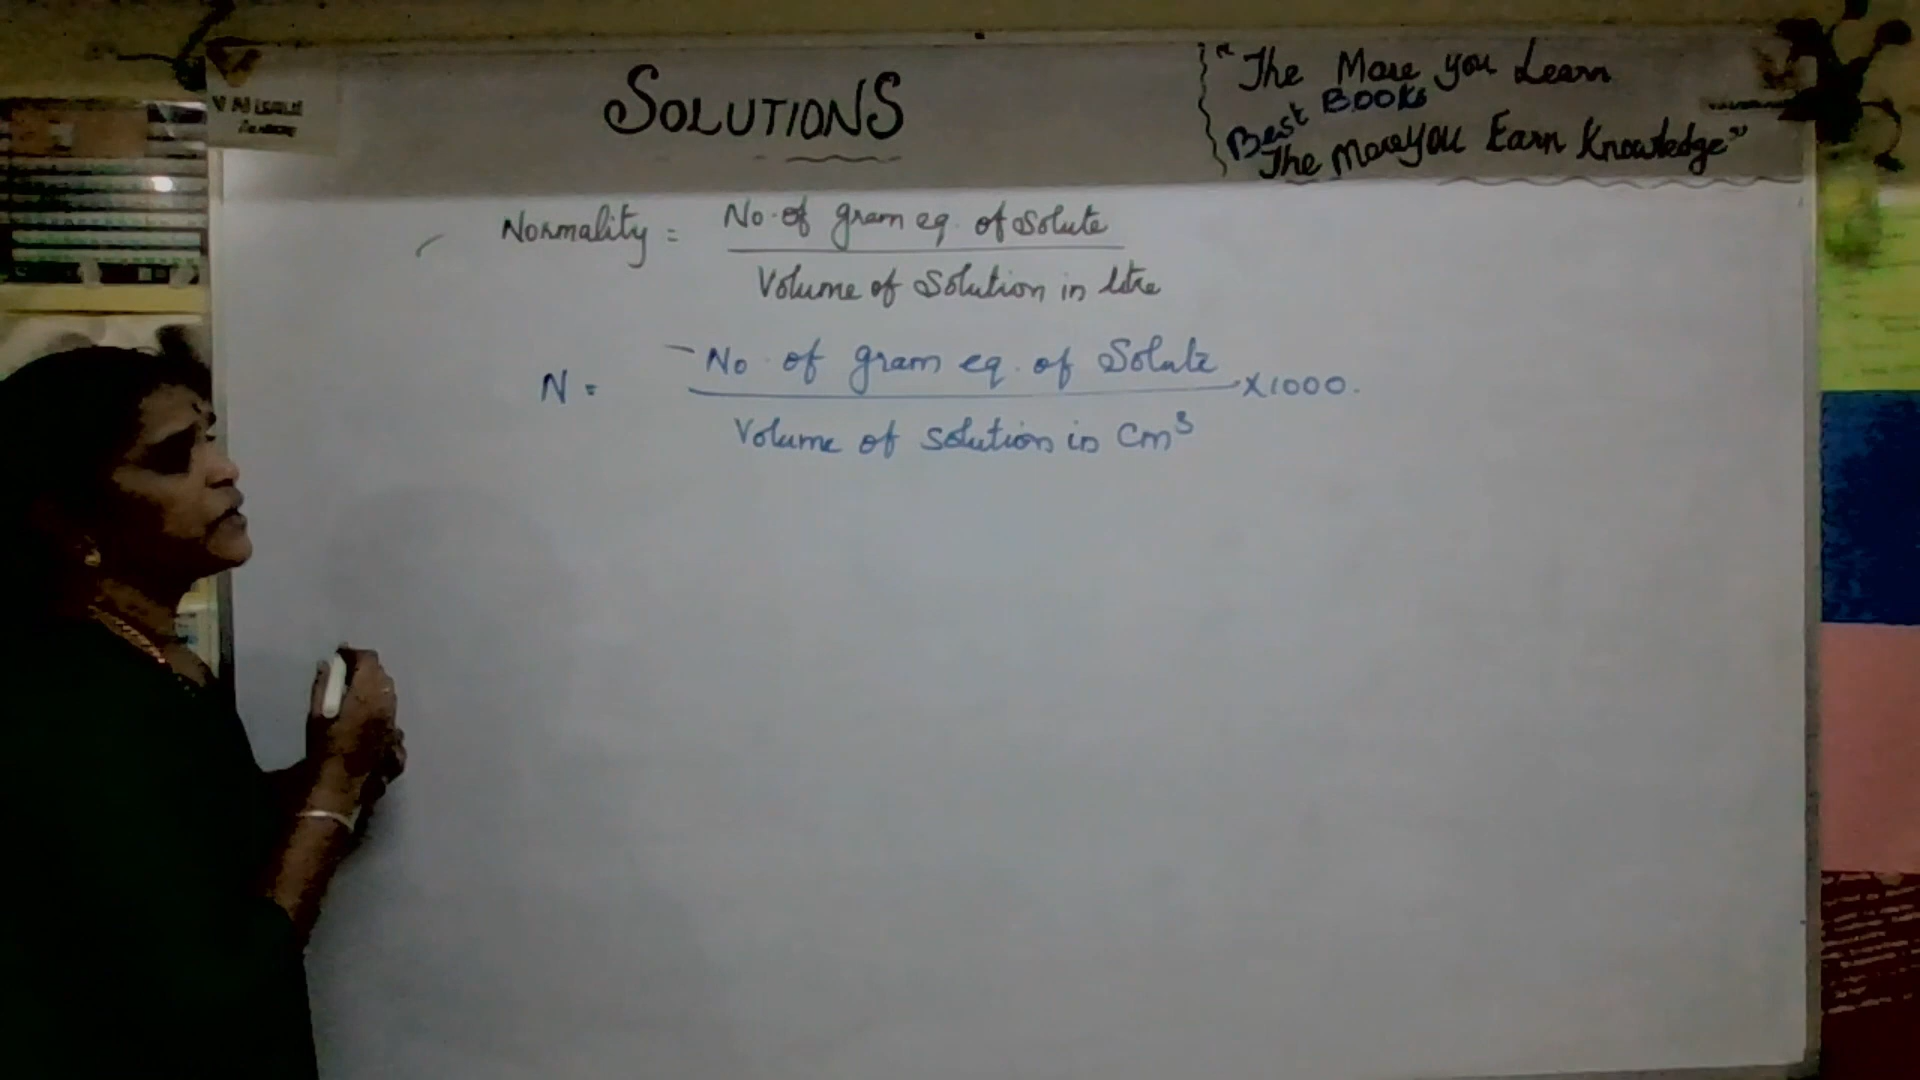 SOLUTIONS
"The More you Learn
Best BOOKS
The More you Earn Knowledge"
Normality = No. of gram eq. of Solute
Volume of Solution in litre
N = No. of gram eq. of Solute ×1000.
Volume of solution in Cm³